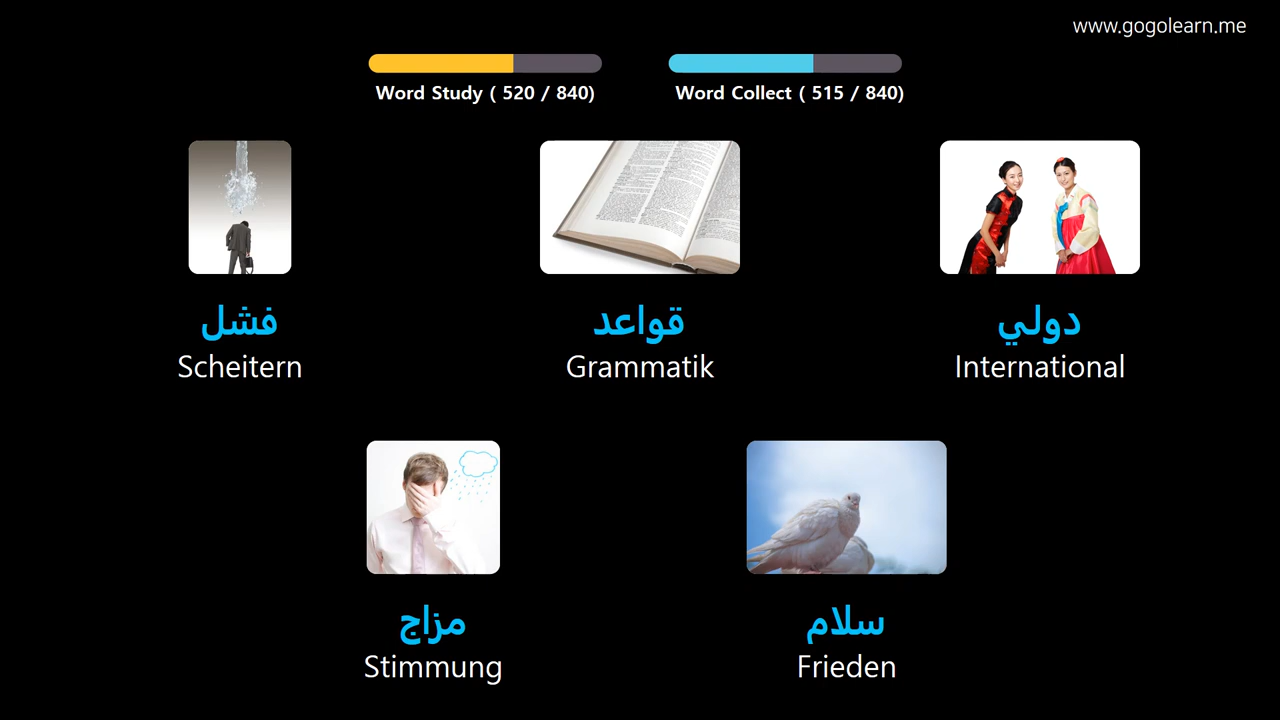 www.gogolearn.me
Word Study ( 520 / 840)
Word Collect ( 515 / 840)
فشل
Scheitern
قواعد
Grammatik
دولي
International
مزاج
Stimmung
سلام
Frieden